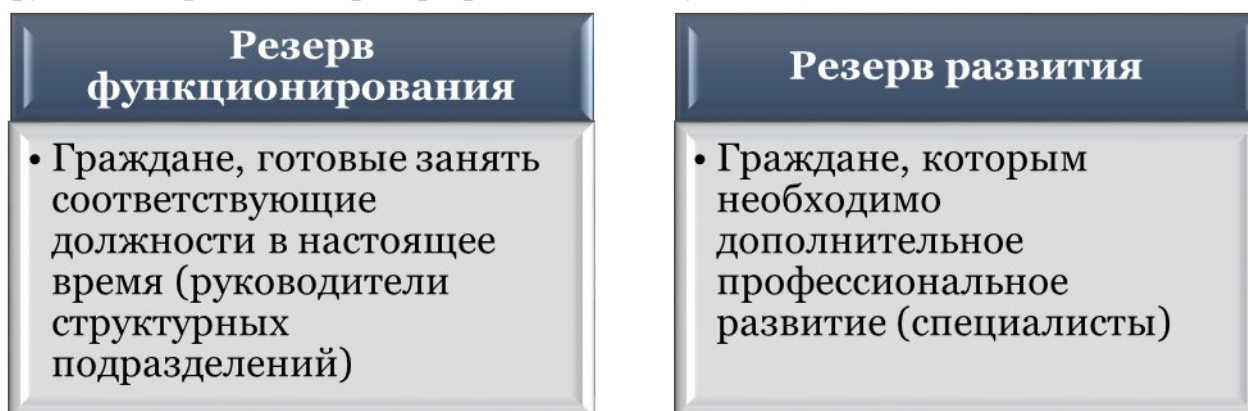 Резерв
функционирования
• Граждане, готовые занять
соответствующие
должности в настоящее
время (руководители
структурных
подразделений)
Резерв развития
• Граждане, которым
необходимо
дополнительное
профессиональное
развитие (специалисты)